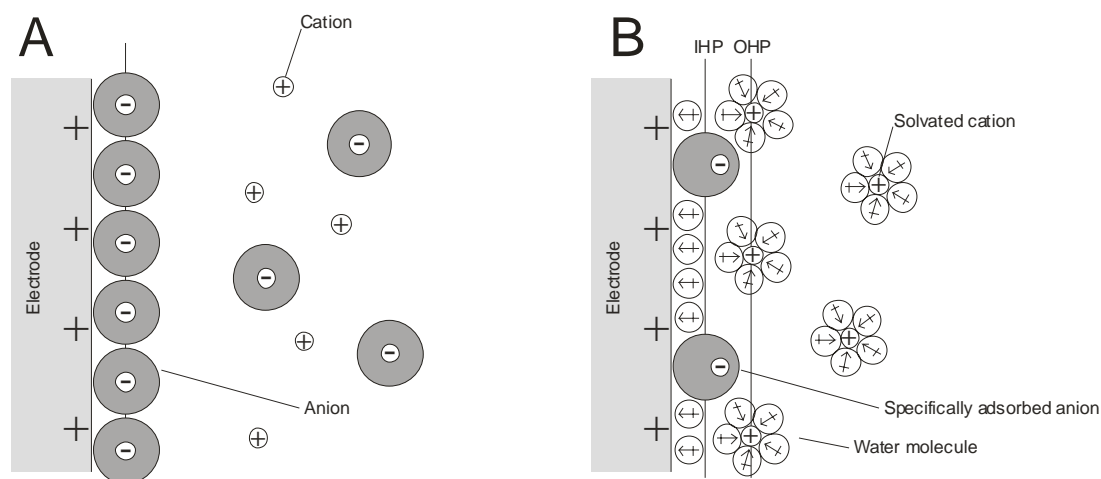 A
Cation
Electrode
Anion
B
IHP OHP
Solvated cation
Electrode
Specifically adsorbed anion
Water molecule